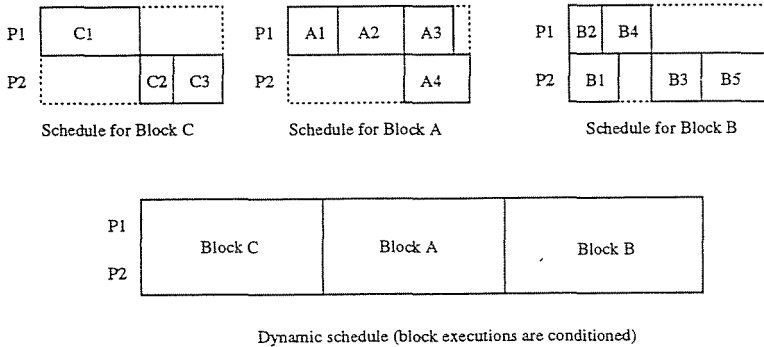 P1 C1
P2 C2 C3
Schedule for Block C
P1 A1 A2 A3
P2 A4
Schedule for Block A
P1 B2 B4
P2 B1 B3 B5
Schedule for Block B
P1
P2
Block C Block A Block B
Dynamic schedule (block executions are conditioned)